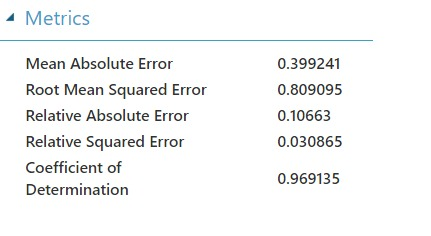 Metrics
Mean Absolute Error 0.399241
Root Mean Squared Error 0.809095
Relative Absolute Error 0.10663
Relative Squared Error 0.030865
Coefficient of
Determination 0.969135